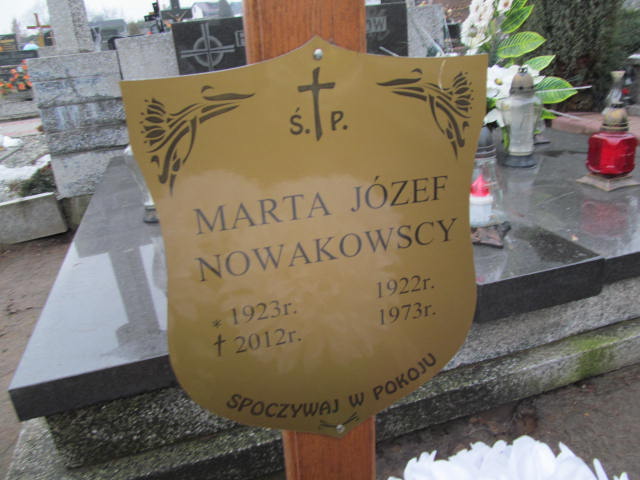 Ś. P.
MARTA JÓZEF
NOWAKOWSCY
* 1923r. 1922r.
† 2012r. 1973r.
SPOCZYWAJ W POKOJU